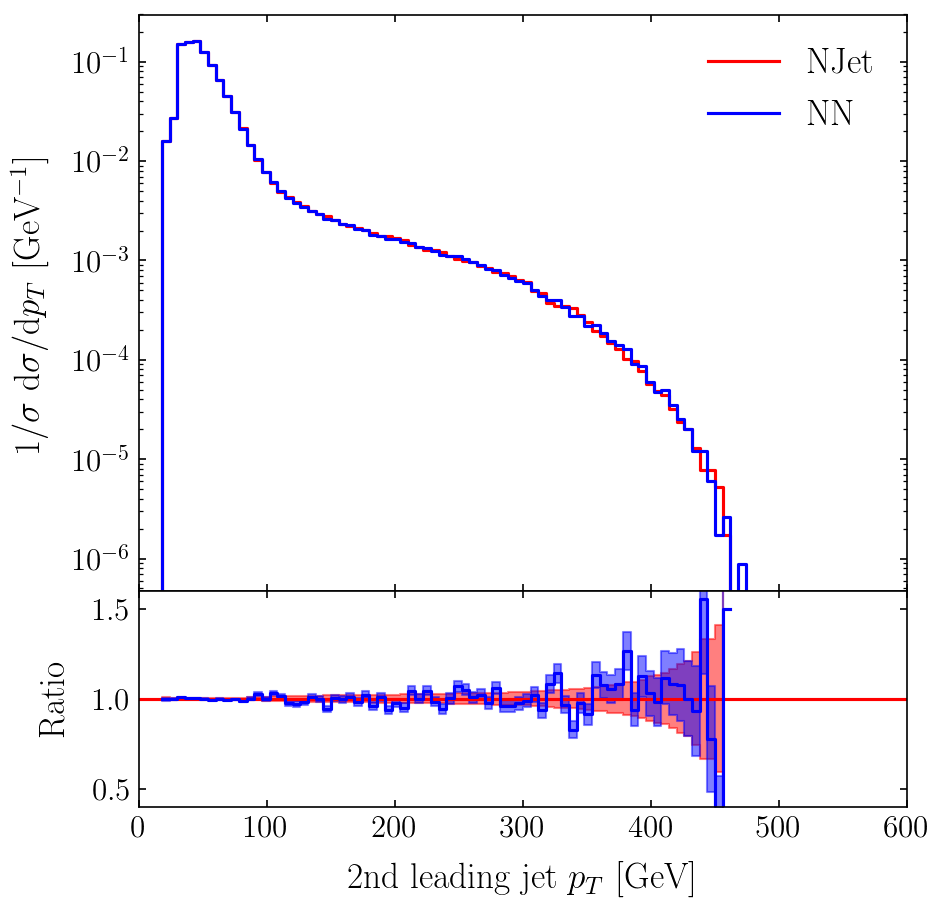 NJet
NN
10⁻¹
10⁻²
10⁻³
10⁻⁴
10⁻⁵
10⁻⁶
1/σ dσ/dp_T [GeV⁻¹]
1.5
1.0
0.5
Ratio
0 100 200 300 400 500 600
2nd leading jet p_T [GeV]